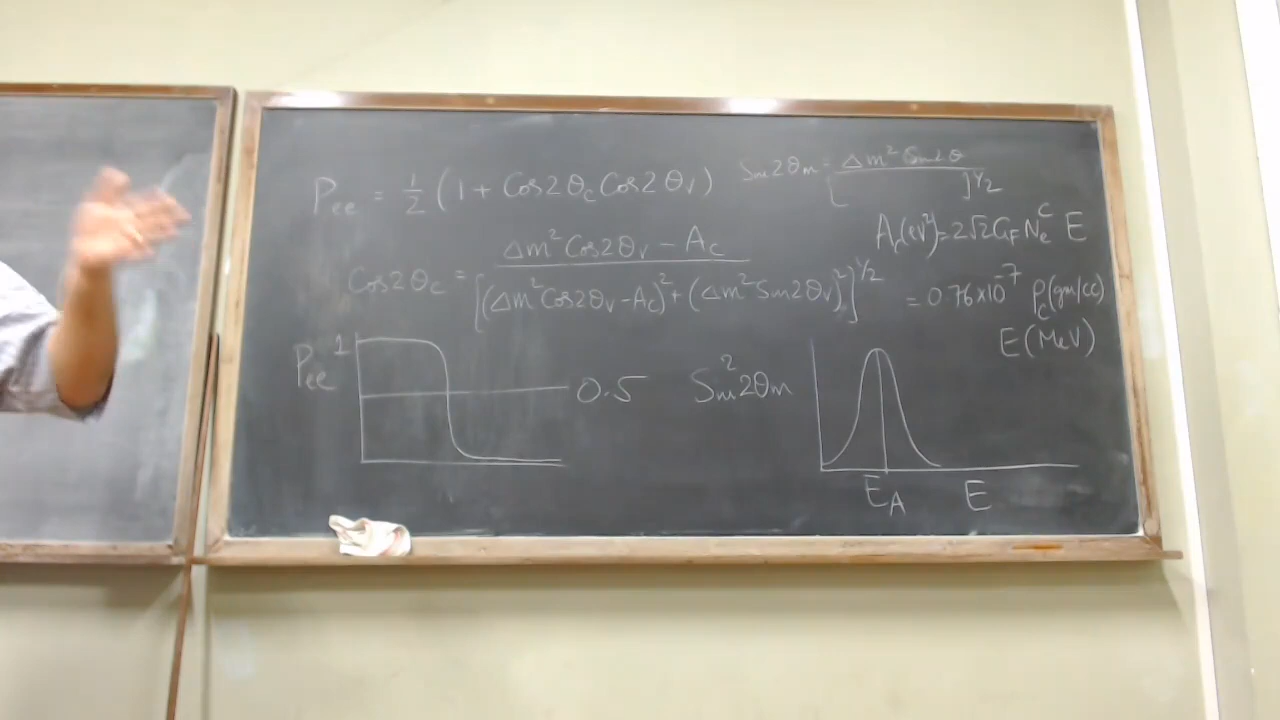 Pee = 1/2 (1 + Cos2θc Cos2θv)
Sin2θm = Δm² Sin2θ / [ ]^1/2
Ac(eV²) = 2√2 GF Ne^c E
Cos2θc = Δm² Cos2θv - Ac / [(Δm² Cos2θv - Ac)² + (Δm² Sin2θv)²]^1/2
= 0.76×10^-7 ρc(gm/cc)
E(MeV)
Pee 1
0.5
Sin²2θm
EA E